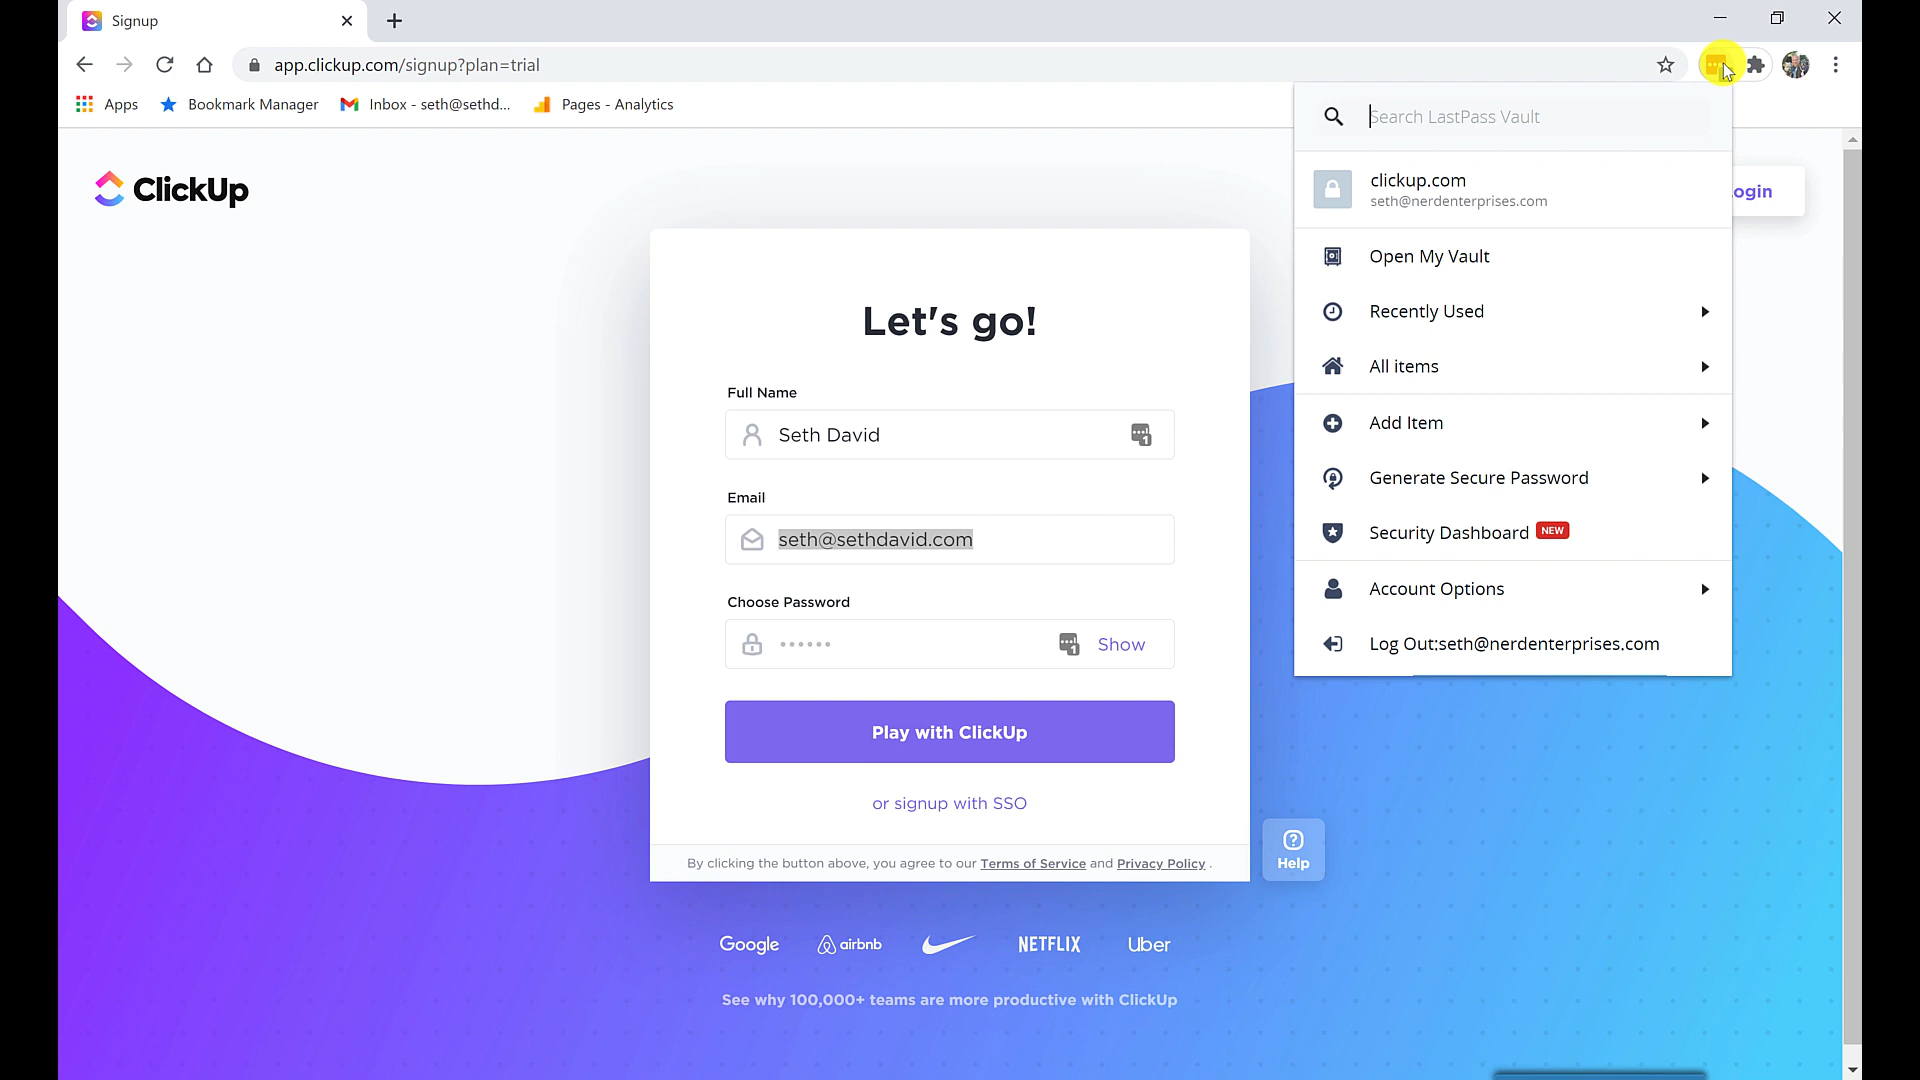 Signup
app.clickup.com/signup?plan=trial
Apps
Bookmark Manager
Inbox - seth@sethd...
Pages - Analytics
Search LastPass Vault
clickup.com
seth@nerdenterprises.com
Open My Vault
Recently Used
All items
Add Item
Generate Secure Password
Security Dashboard NEW
Account Options
Log Out:seth@nerdenterprises.com
ClickUp
ogin
Let's go!
Full Name
Seth David
1
Email
seth@sethdavid.com
Choose Password
1
Show
Play with ClickUp
or signup with SSO
By clicking the button above, you agree to our Terms of Service and Privacy Policy .
Help
Google airbnb NETFLIX Uber
See why 100,000+ teams are more productive with ClickUp